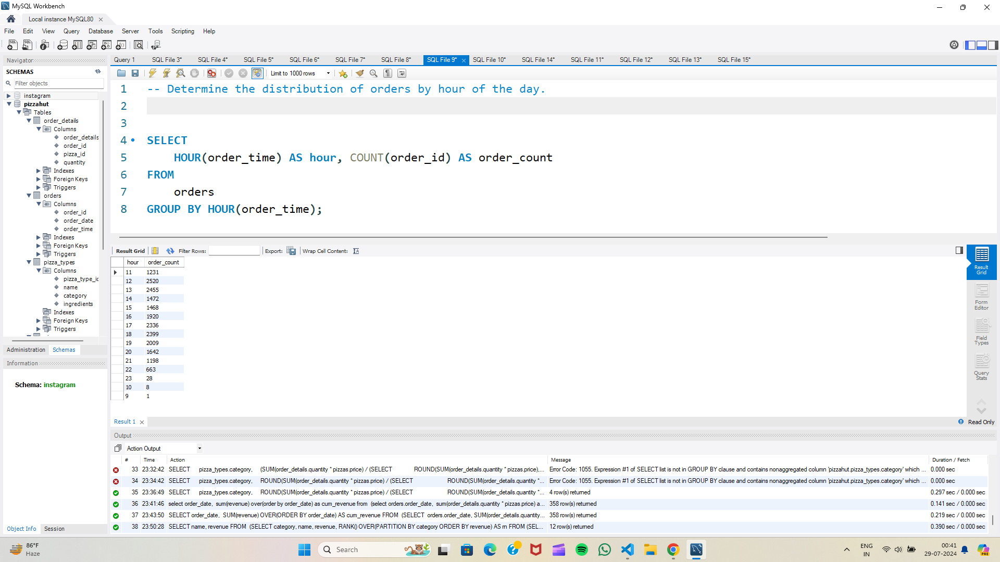 MySQL Workbench
Local instance MySQL80
File Edit View Query Database Server Tools Scripting Help
Navigator
SCHEMAS
Filter objects
instagram
pizzahut
Tables
order_details
Columns
order_details
order_id
pizza_id
quantity
Indexes
Foreign Keys
Triggers
orders
Columns
order_id
order_date
order_time
Indexes
Foreign Keys
Triggers
pizza_types
Columns
pizza_type_ic
name
category
ingredients
Indexes
Foreign Keys
Triggers
Administration Schemas
Information
Schema: instagram
Object Info Session
Query 1 SQL File 3* SQL File 4* SQL File 5* SQL File 6* SQL File 7* SQL File 8* SQL File 9* SQL File 10* SQL File 14* SQL File 11* SQL File 12* SQL File 13* SQL File 15*
Limit to 1000 rows
1 -- Determine the distribution of orders by hour of the day.
2
3
4 SELECT
5 HOUR(order_time) AS hour, COUNT(order_id) AS order_count
6 FROM
7 orders
8 GROUP BY HOUR(order_time);
Result Grid Filter Rows: Export: Wrap Cell Content:
hour order_count
11 1231
12 2520
13 2455
14 1472
15 1468
16 1920
17 2336
18 2399
19 2009
20 1642
21 1198
22 663
23 28
10 8
9 1
Result Grid
Form Editor
Field Types
Query Stats
Result 1
Read Only
Output
Action Output
# Time Action Message Duration / Fetch
33 23:32:42 SELECT pizza_types.category, (SUM(order_details.quantity * pizzas.price) / (SELECT ROUND(SUM(order_details.quantity * pizzas.price),... Error Code: 1055. Expression #1 of SELECT list is not in GROUP BY clause and contains nonaggregated column 'pizzahut.pizza_types.category' which ... 0.000 sec
34 23:34:42 SELECT pizza_types.category, ROUND(SUM(order_details.quantity * pizzas.price) / (SELECT ROUND(SUM(order_details.quantity *... Error Code: 1055. Expression #1 of SELECT list is not in GROUP BY clause and contains nonaggregated column 'pizzahut.pizza_types.category' which ... 0.000 sec
35 23:36:49 SELECT pizza_types.category, ROUND(SUM(order_details.quantity * pizzas.price) / (SELECT ROUND(SUM(order_details.quantity *... 4 row(s) returned 0.297 sec / 0.000 sec
36 23:41:46 select order_date, sum(revenue) over(order by order_date) as cum_revenue from (select orders.order_date, sum(order_details.quantity * pizzas.price) a... 358 row(s) returned 0.141 sec / 0.000 sec
37 23:43:50 SELECT order_date, SUM(revenue) OVER(ORDER BY order_date) AS cum_revenue FROM (SELECT orders.order_date, SUM(order_details.quantity... 358 row(s) returned 0.219 sec / 0.000 sec
38 23:50:28 SELECT name, revenue FROM (SELECT category, name, revenue, RANK() OVER(PARTITION BY category ORDER BY revenue) AS rn FROM (SEL... 12 row(s) returned 0.390 sec / 0.000 sec
86°F
Haze
Search
ENG
IN
00:41
29-07-2024
PRE